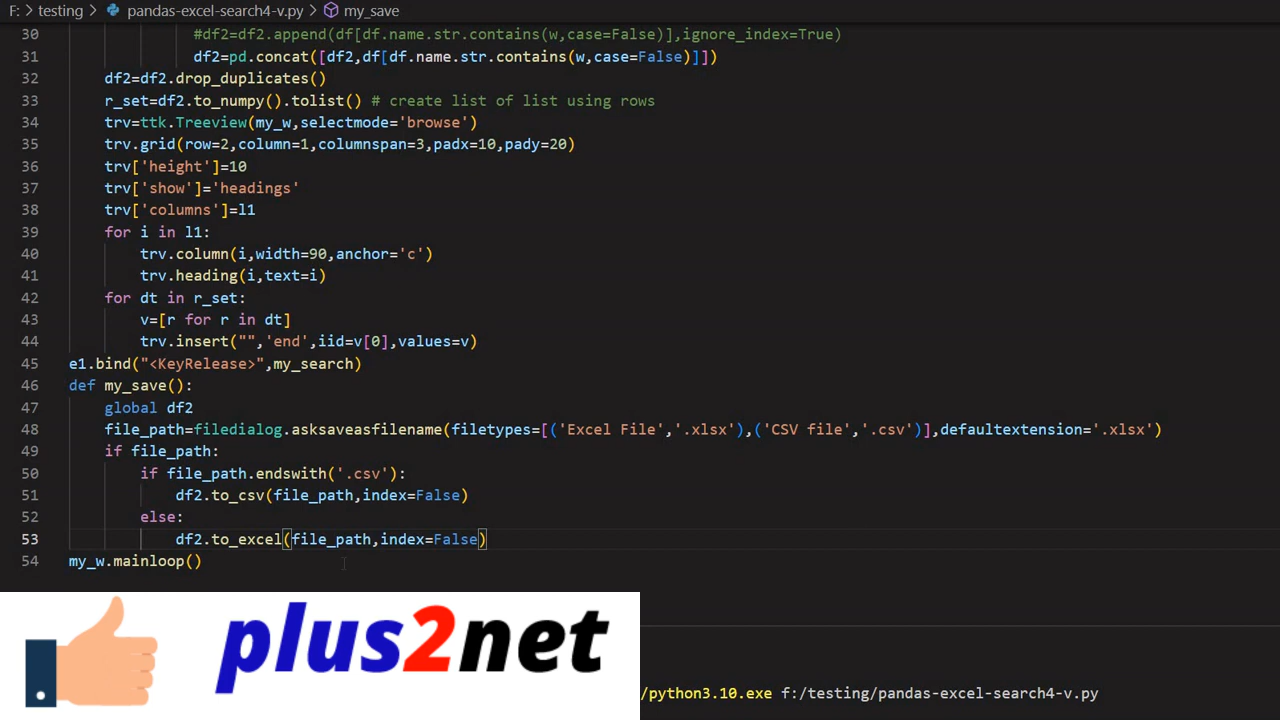 F: > testing > pandas-excel-search4-v.py > my_save
30 #df2=df2.append(df[df.name.str.contains(w,case=False)],ignore_index=True)
31 df2=pd.concat([df2,df[df.name.str.contains(w,case=False)]])
32 df2=df2.drop_duplicates()
33 r_set=df2.to_numpy().tolist() # create list of list using rows
34 trv=ttk.Treeview(my_w,selectmode='browse')
35 trv.grid(row=2,column=1,columnspan=3,padx=10,pady=20)
36 trv['height']=10
37 trv['show']='headings'
38 trv['columns']=l1
39 for i in l1:
40 trv.column(i,width=90,anchor='c')
41 trv.heading(i,text=i)
42 for dt in r_set:
43 v=[r for r in dt]
44 trv.insert("",'end',iid=v[0],values=v)
45 e1.bind("<KeyRelease>",my_search)
46 def my_save():
47 global df2
48 file_path=filedialog.asksaveasfilename(filetypes=[('Excel File','.xlsx'),('CSV file','.csv')],defaultextension='.xlsx')
49 if file_path:
50 if file_path.endswith('.csv'):
51 df2.to_csv(file_path,index=False)
52 else:
53 df2.to_excel(file_path,index=False)
54 my_w.mainloop()
plus2net
/python3.10.exe f:/testing/pandas-excel-search4-v.py